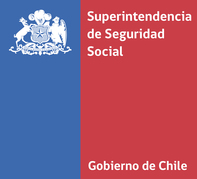 Superintendencia
de Seguridad
Social
Gobierno de Chile